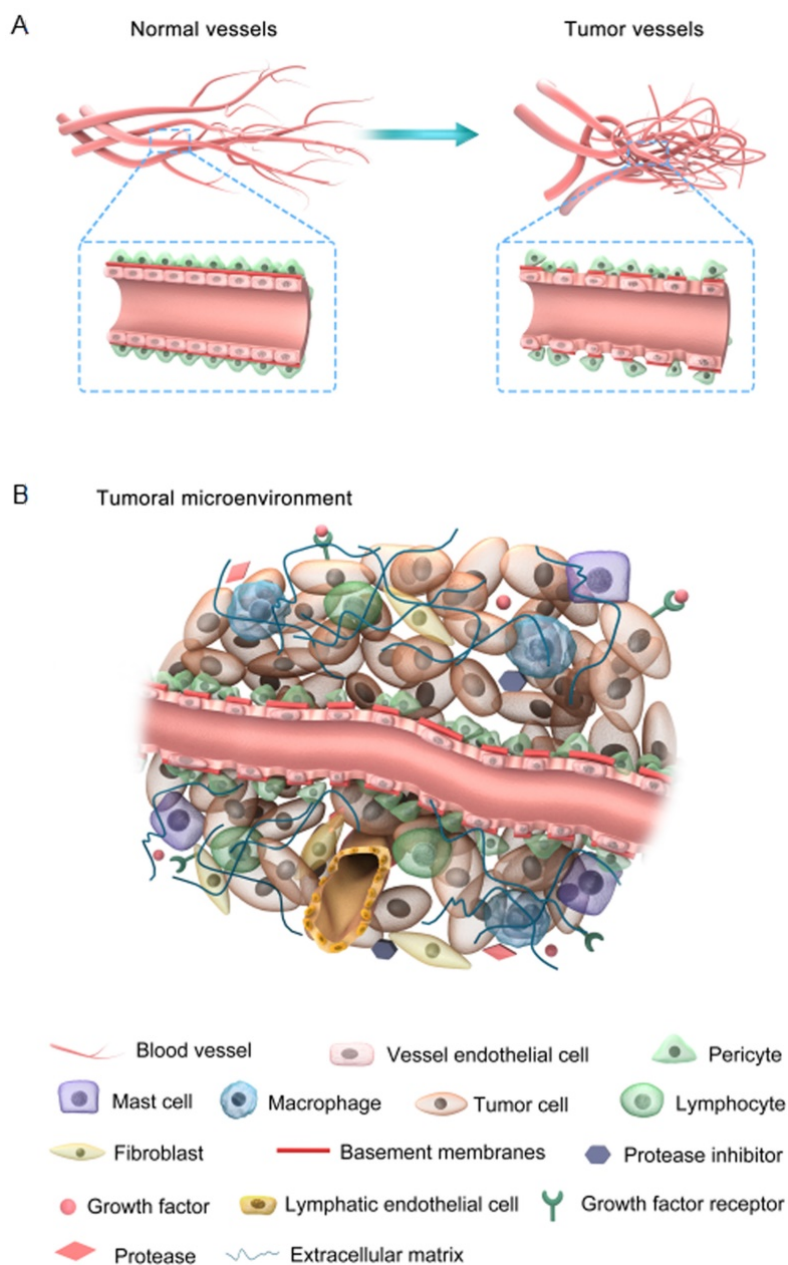 A
Normal vessels Tumor vessels
B
Tumoral microenvironment
Blood vessel Vessel endothelial cell Pericyte
Mast cell Macrophage Tumor cell Lymphocyte
Fibroblast Basement membranes Protease inhibitor
Growth factor Lymphatic endothelial cell Growth factor receptor
Protease Extracellular matrix